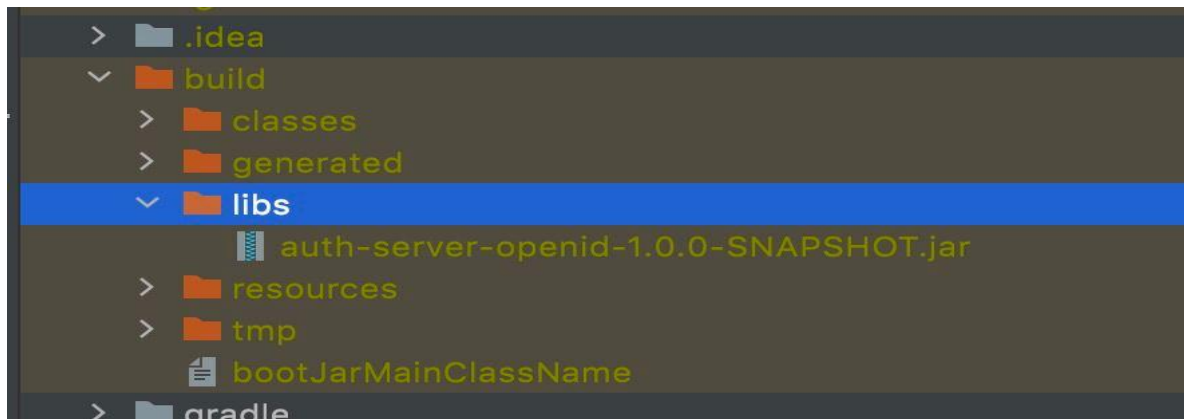 .idea
build
classes
generated
libs
auth-server-openid-1.0.0-SNAPSHOT.jar
resources
tmp
bootJarMainClassName
gradle